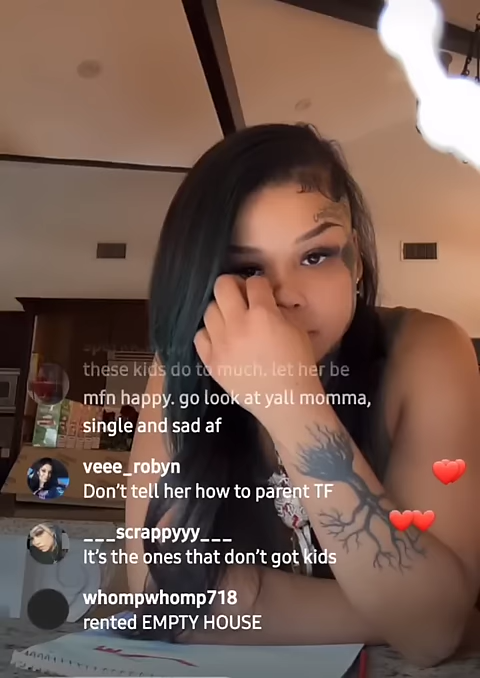 these kids do to much. let her be
mfn happy. go look at yall momma,
single and sad af
veee_robyn
Don't tell her how to parent TF
___scrappyyy___
It's the ones that don't got kids
whompwhomp718
rented EMPTY HOUSE